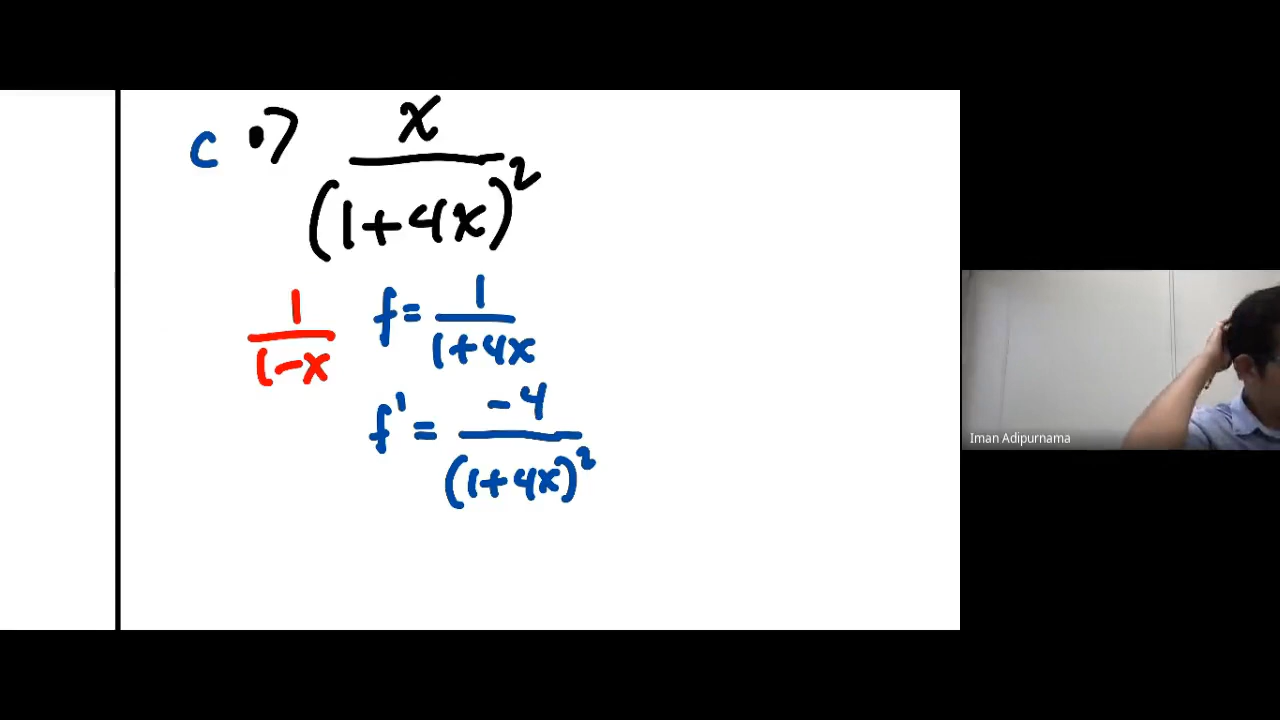 c •7 x
(1+4x)²
1 f= 1
1-x 1+4x
f' = -4
(1+4x)²
Iman Adipurnama